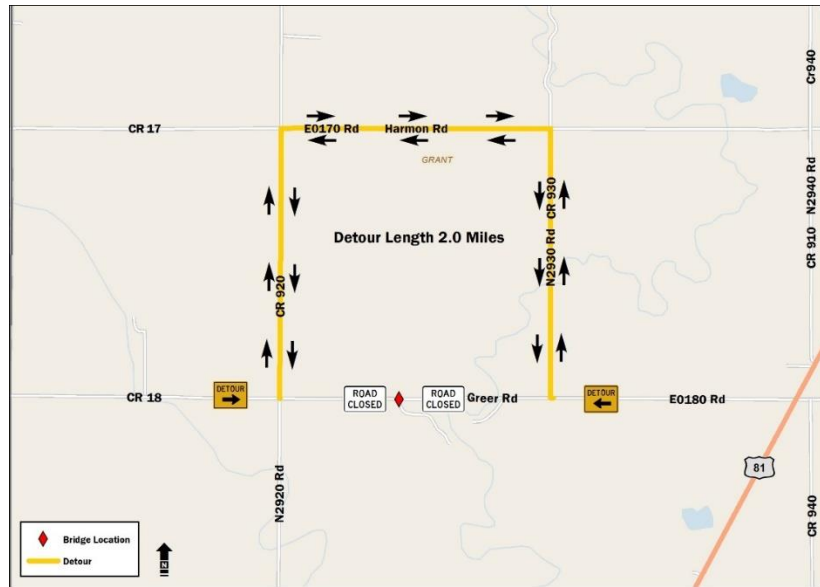 Cr940
CR 17
E0170 Rd
Harmon Rd
GRANT
CR 930
N2930 Rd
N2940 Rd
CR 910
Detour Length 2.0 Miles
CR 920
DETOUR
ROAD
CLOSED
ROAD
CLOSED
DETOUR
CR 18
Greer Rd
E0180 Rd
81
N2920 Rd
CR 940
Bridge Location
Detour
N